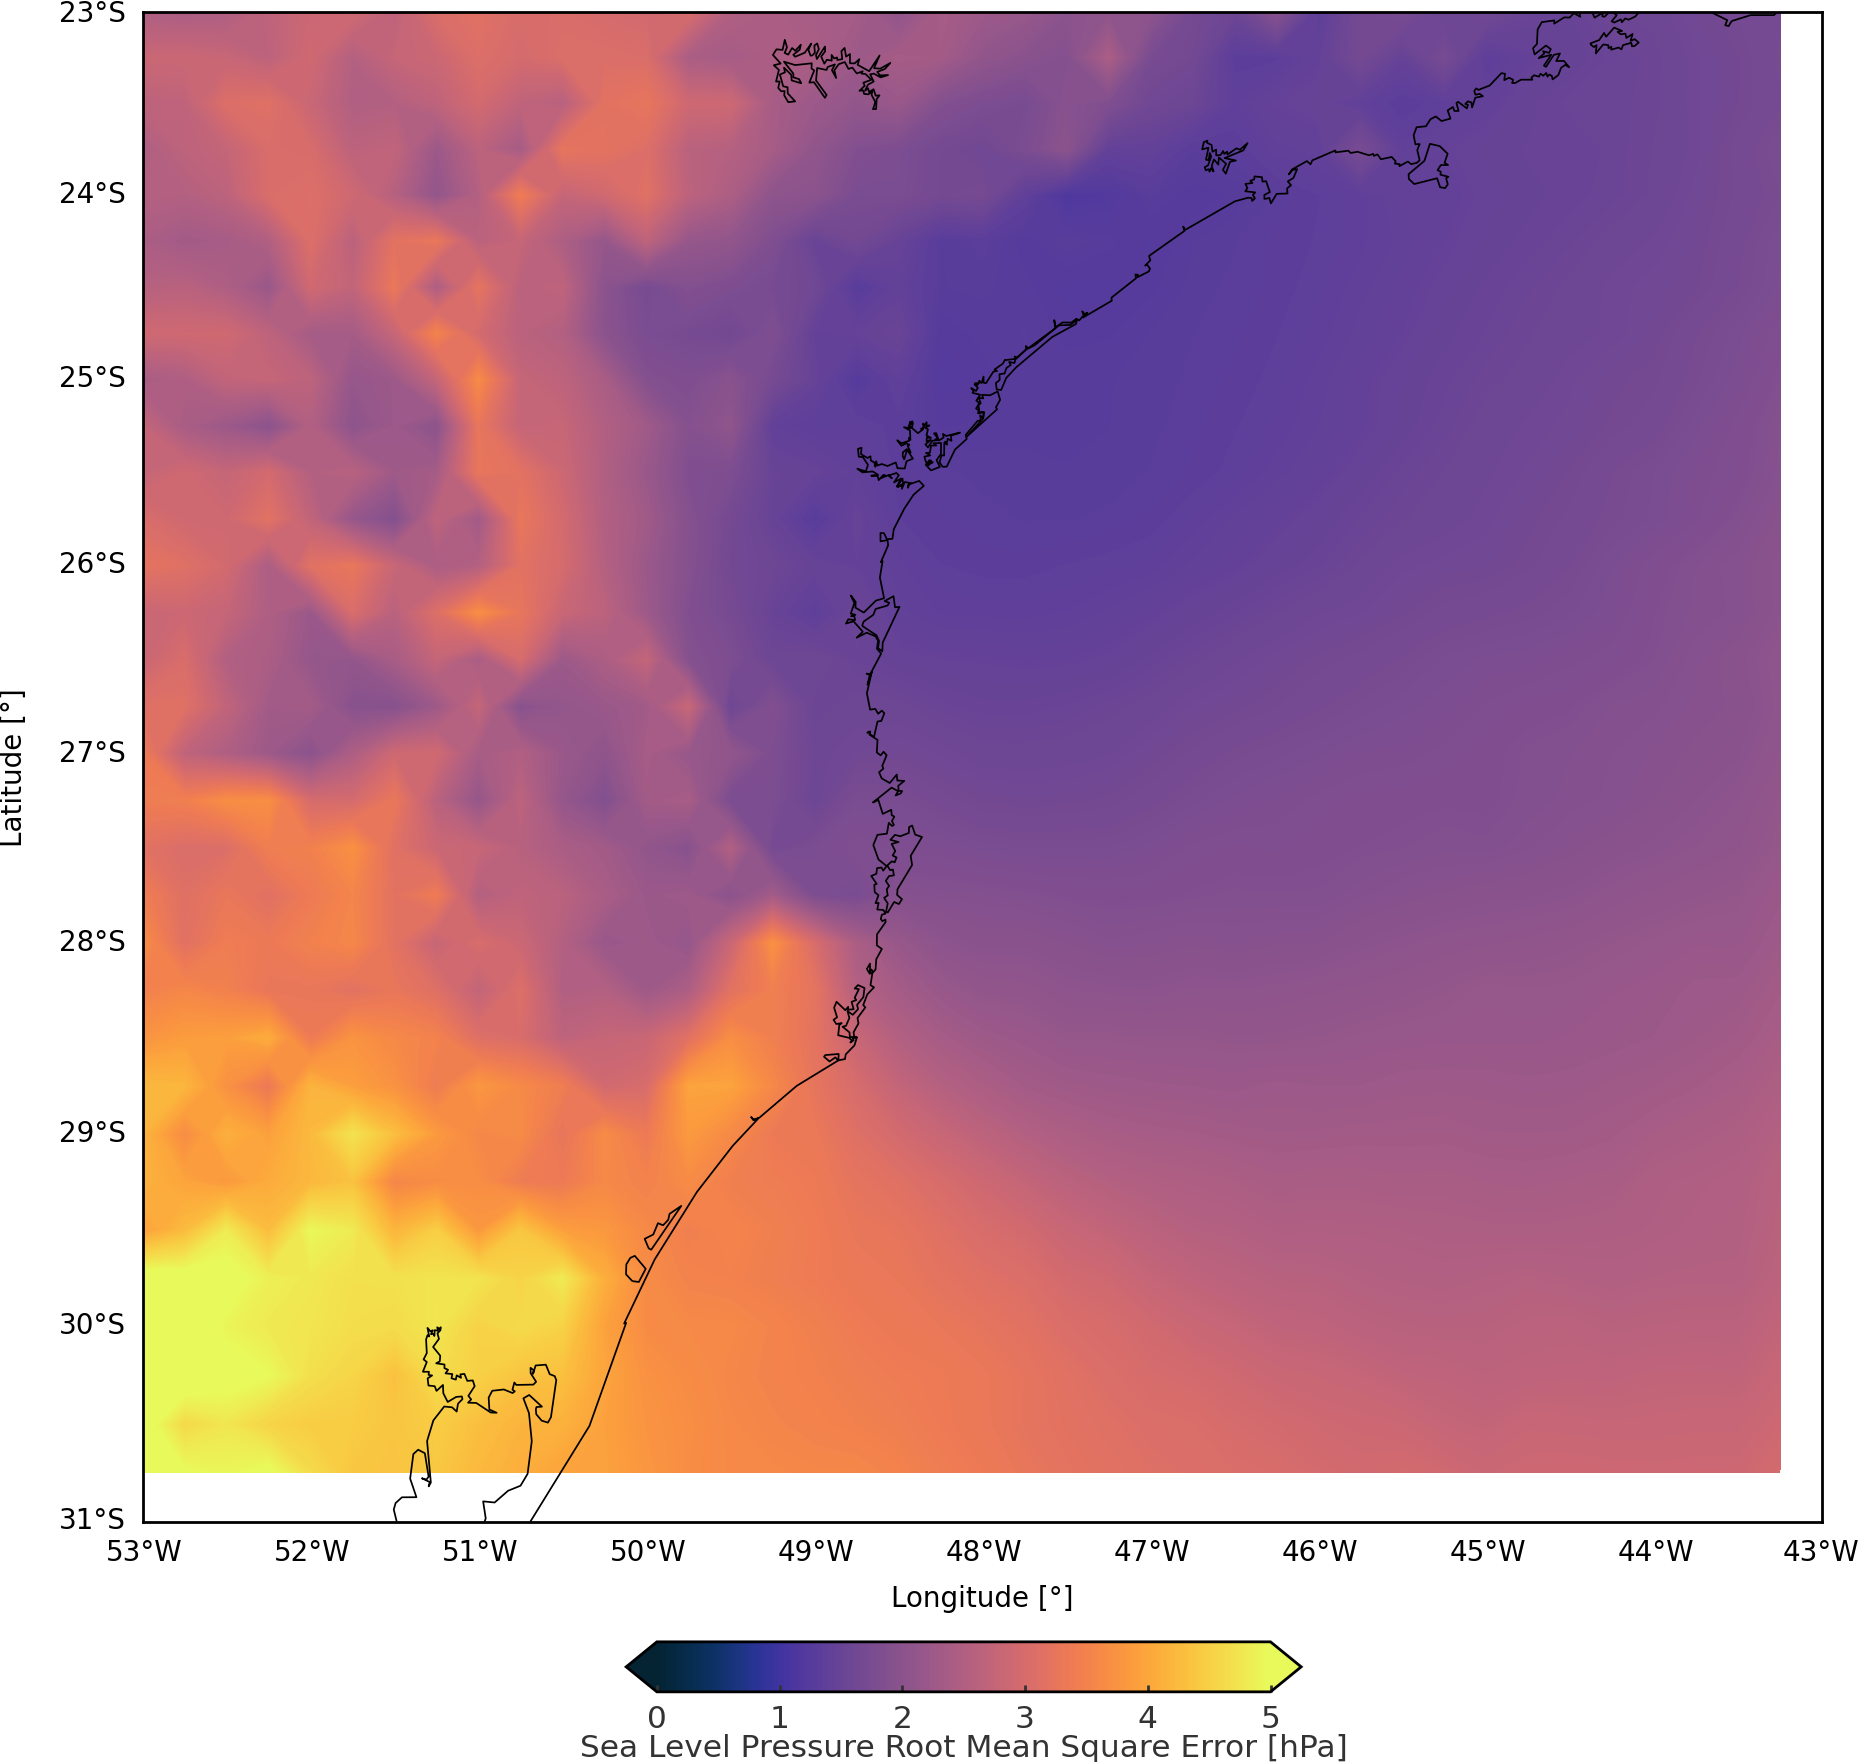 23°S
24°S
25°S
26°S
27°S
28°S
29°S
30°S
31°S
Latitude [°]
53°W 52°W 51°W 50°W 49°W 48°W 47°W 46°W 45°W 44°W 43°W
Longitude [°]
0 1 2 3 4 5
Sea Level Pressure Root Mean Square Error [hPa]